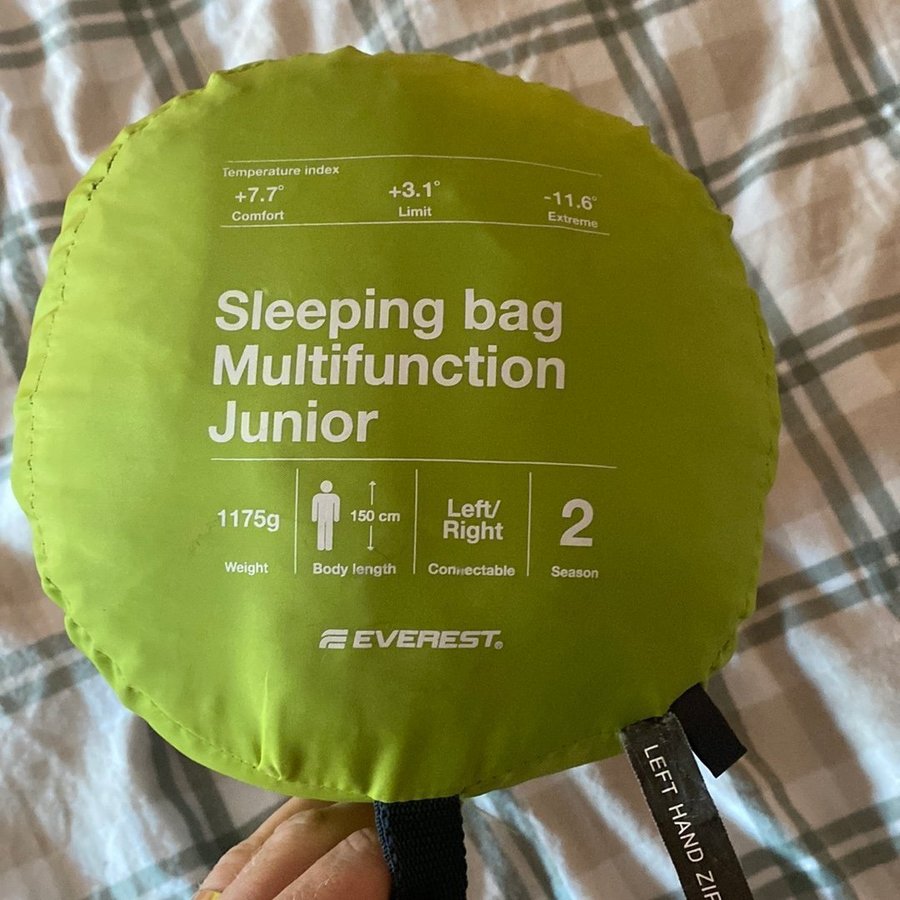 Temperature index
+7.7° +3.1° -11.6°
Comfort Limit Extreme
Sleeping bag
Multifunction
Junior
1175g 150 cm Left/ Right 2
Weight Body length Connectable Season
EVEREST®
LEFT HAND ZIP